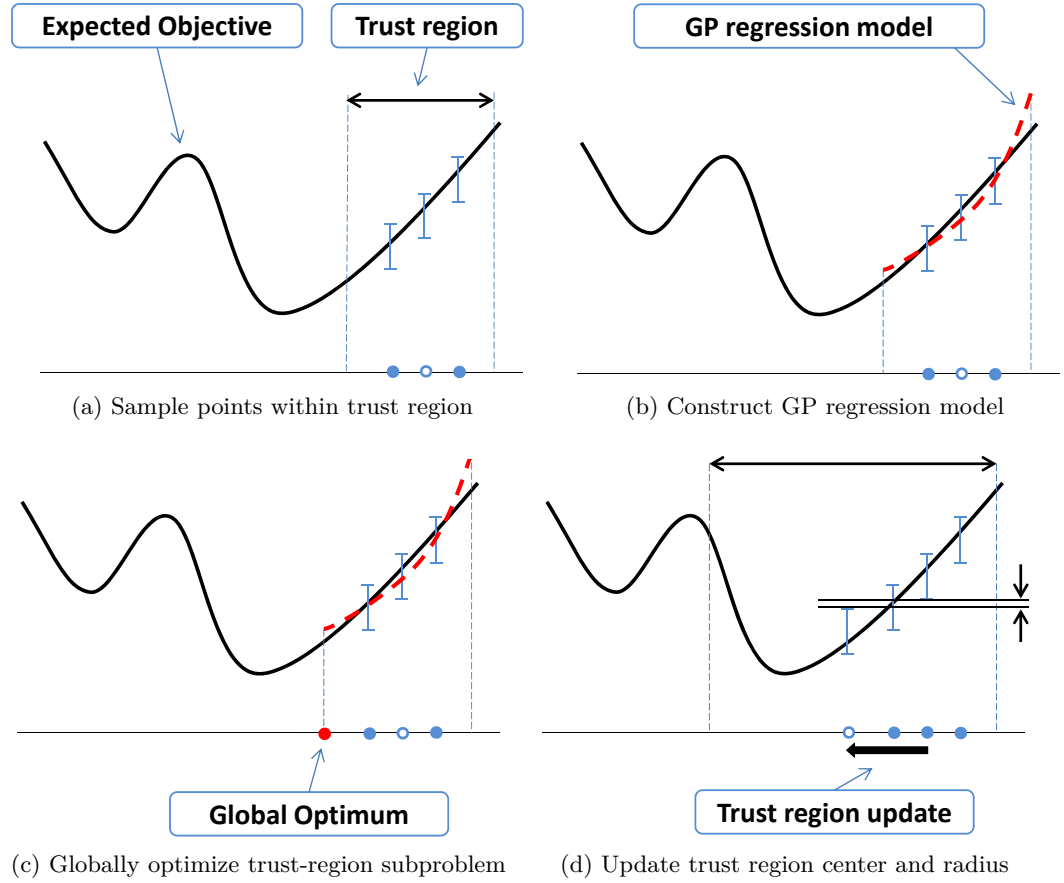 Expected Objective
Trust region
GP regression model
(a) Sample points within trust region
(b) Construct GP regression model
Global Optimum
Trust region update
(c) Globally optimize trust-region subproblem
(d) Update trust region center and radius